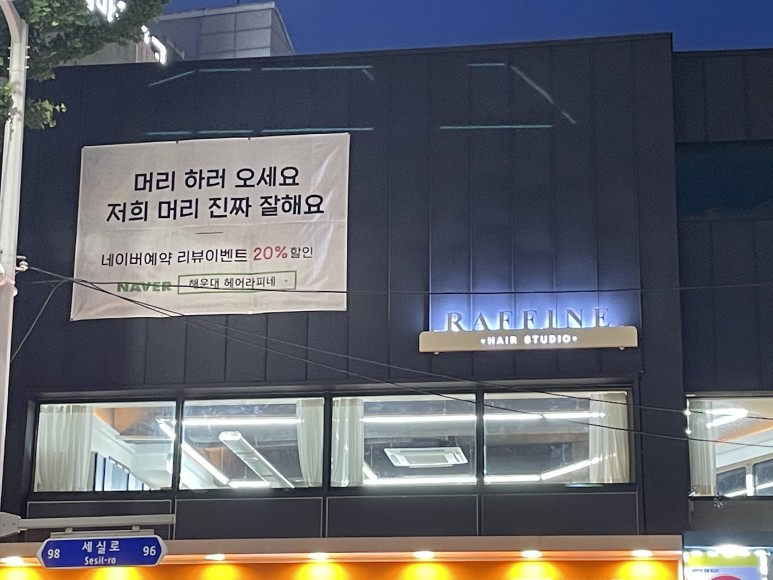 머리 하러 오세요
저희 머리 진짜 잘해요
네이버예약 리뷰이벤트 20%할인
NAVER 해우대 헤어라피네
RAFFINE
HAIR STUDIO
98 세실로 96
Sesil-ro